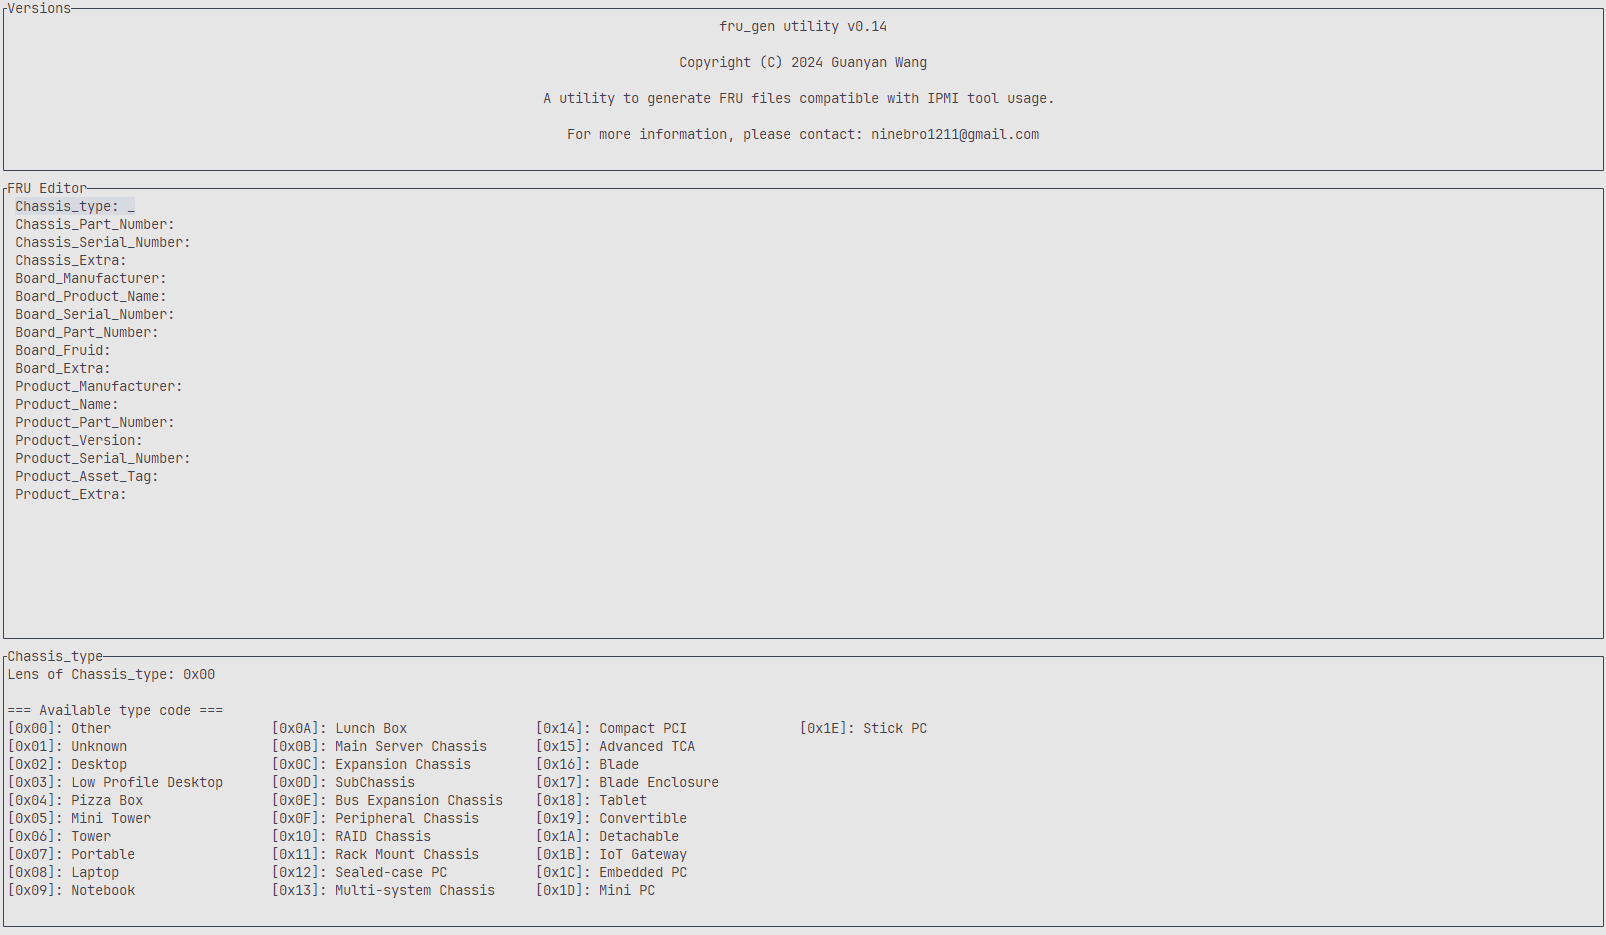 Versions
fru_gen utility v0.14
Copyright (C) 2024 Guanyan Wang
A utility to generate FRU files compatible with IPMI tool usage.
For more information, please contact: ninebro1211@gmail.com
FRU Editor
Chassis_type: _
Chassis_Part_Number:
Chassis_Serial_Number:
Chassis_Extra:
Board_Manufacturer:
Board_Product_Name:
Board_Serial_Number:
Board_Part_Number:
Board_Fruid:
Board_Extra:
Product_Manufacturer:
Product_Name:
Product_Part_Number:
Product_Version:
Product_Serial_Number:
Product_Asset_Tag:
Product_Extra:
Chassis_type
Lens of Chassis_type: 0x00
=== Available type code ===
[0x00]: Other [0x0A]: Lunch Box [0x14]: Compact PCI [0x1E]: Stick PC
[0x01]: Unknown [0x0B]: Main Server Chassis [0x15]: Advanced TCA
[0x02]: Desktop [0x0C]: Expansion Chassis [0x16]: Blade
[0x03]: Low Profile Desktop [0x0D]: SubChassis [0x17]: Blade Enclosure
[0x04]: Pizza Box [0x0E]: Bus Expansion Chassis [0x18]: Tablet
[0x05]: Mini Tower [0x0F]: Peripheral Chassis [0x19]: Convertible
[0x06]: Tower [0x10]: RAID Chassis [0x1A]: Detachable
[0x07]: Portable [0x11]: Rack Mount Chassis [0x1B]: IoT Gateway
[0x08]: Laptop [0x12]: Sealed-case PC [0x1C]: Embedded PC
[0x09]: Notebook [0x13]: Multi-system Chassis [0x1D]: Mini PC